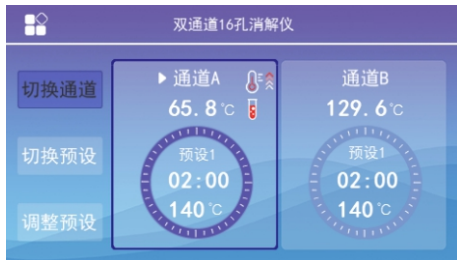 双通道16孔消解仪
切换通道
切换预设
调整预设
通道A
65.8℃
预设1
02:00
140℃
通道B
129.6℃
预设1
02:00
140℃